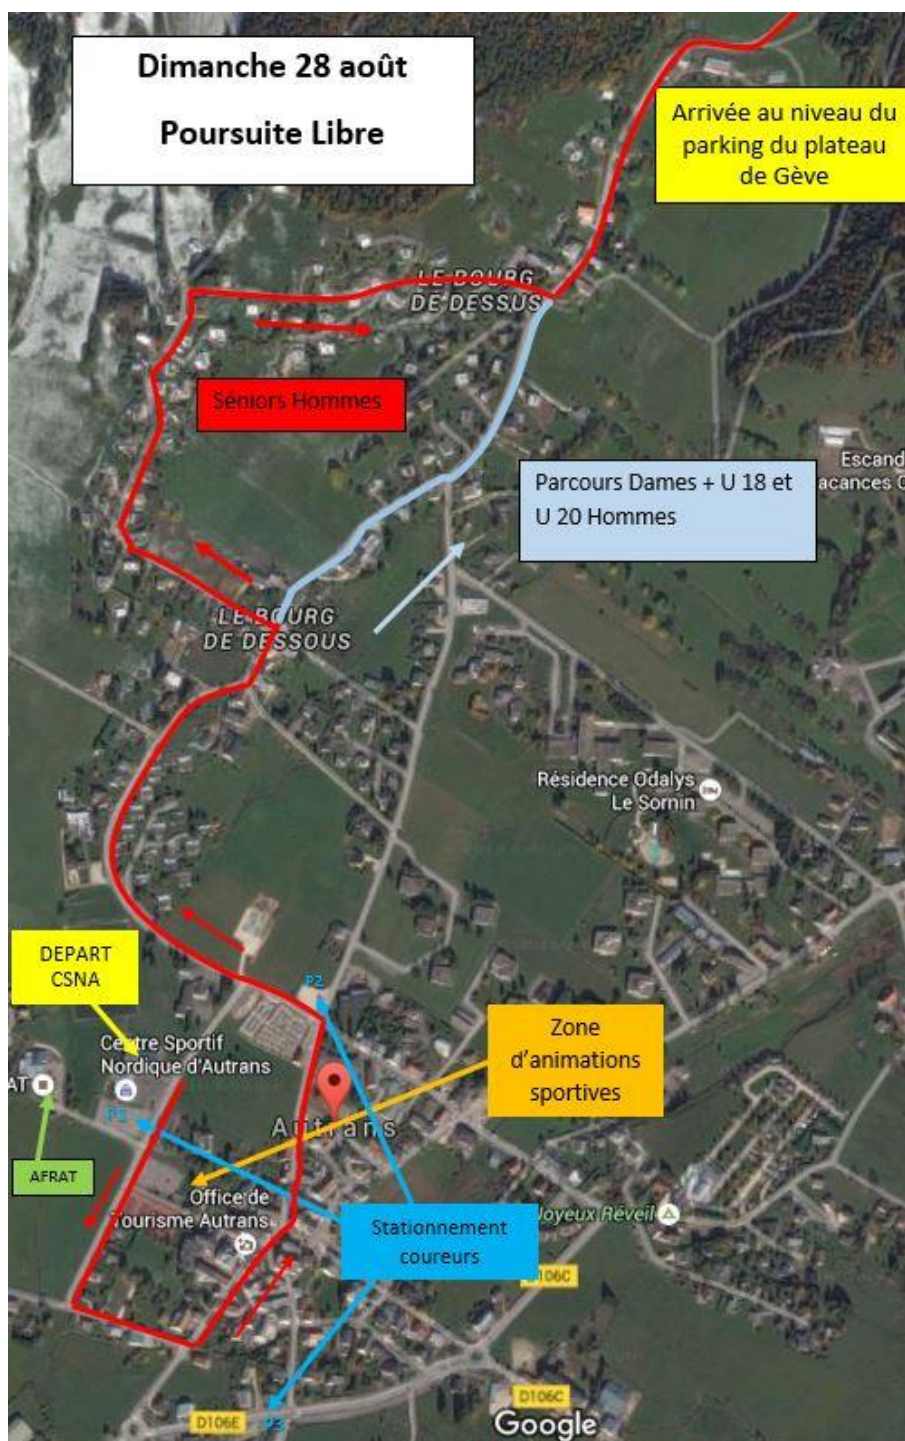 Dimanche 28 août
Poursuite Libre
Arrivée au niveau du
parking du plateau
de Gève
LE BOURG
DE DESSUS
Séniors Hommes
Escand
acances C
Parcours Dames + U 18 et
U 20 Hommes
LE BOURG
DE DESSOUS
Résidence Odalys
Le Sornin
DEPART
CSNA
P2
Zone
d'animations
sportives
Centre Sportif
Nordique d'Autrans
AT
P1
Autrans
AFRAT
Office de
Tourisme Autrans
Stationnement
coureurs
Joyeux Réveil
D106C
D106C
D106E
P3
Google